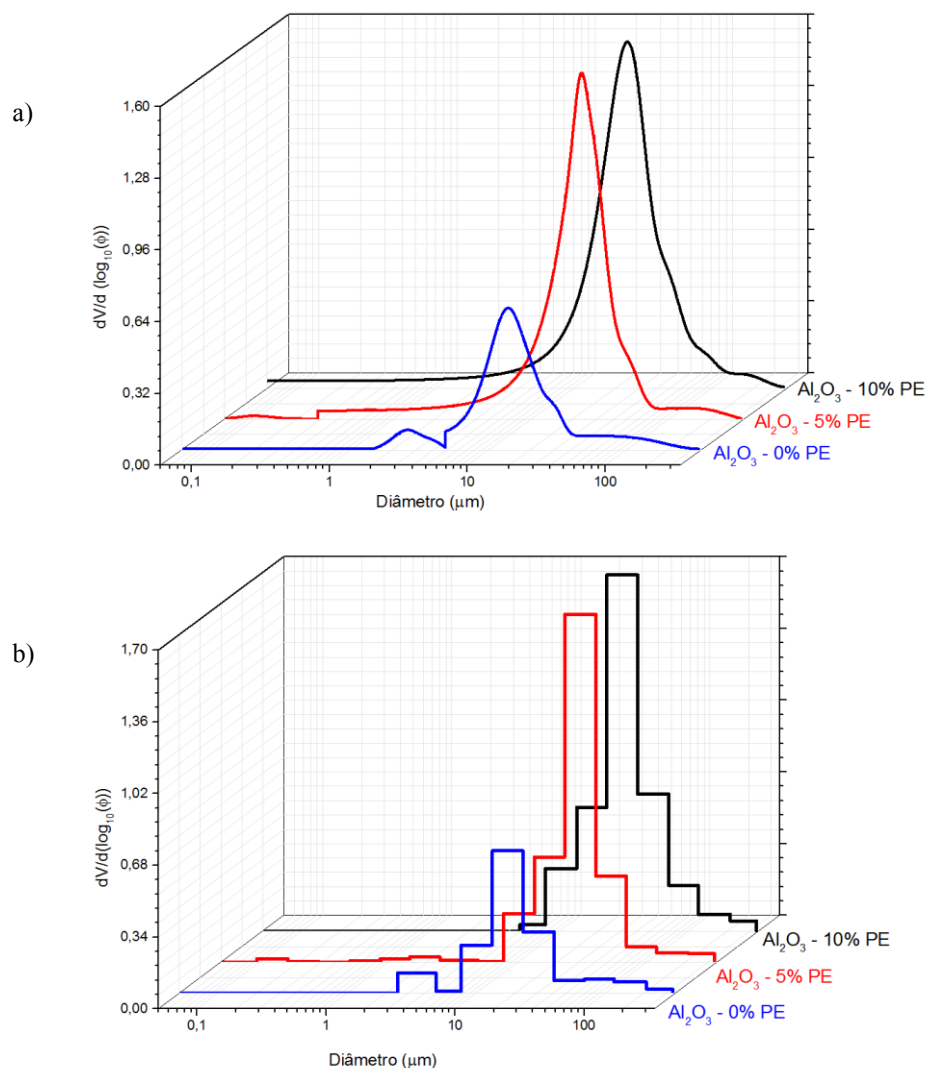 a)
1,60
1,28
0,96
0,64
0,32
0,00
dV/d (log₁₀(ϕ))
0,1
1
10
100
Diâmetro (μm)
Al₂O₃ - 10% PE
Al₂O₃ - 5% PE
Al₂O₃ - 0% PE
b)
1,70
1,36
1,02
0,68
0,34
0,00
dV/d(log₁₀(ϕ))
0,1
1
10
100
Diâmetro (μm)
Al₂O₃ - 10% PE
Al₂O₃ - 5% PE
Al₂O₃ - 0% PE